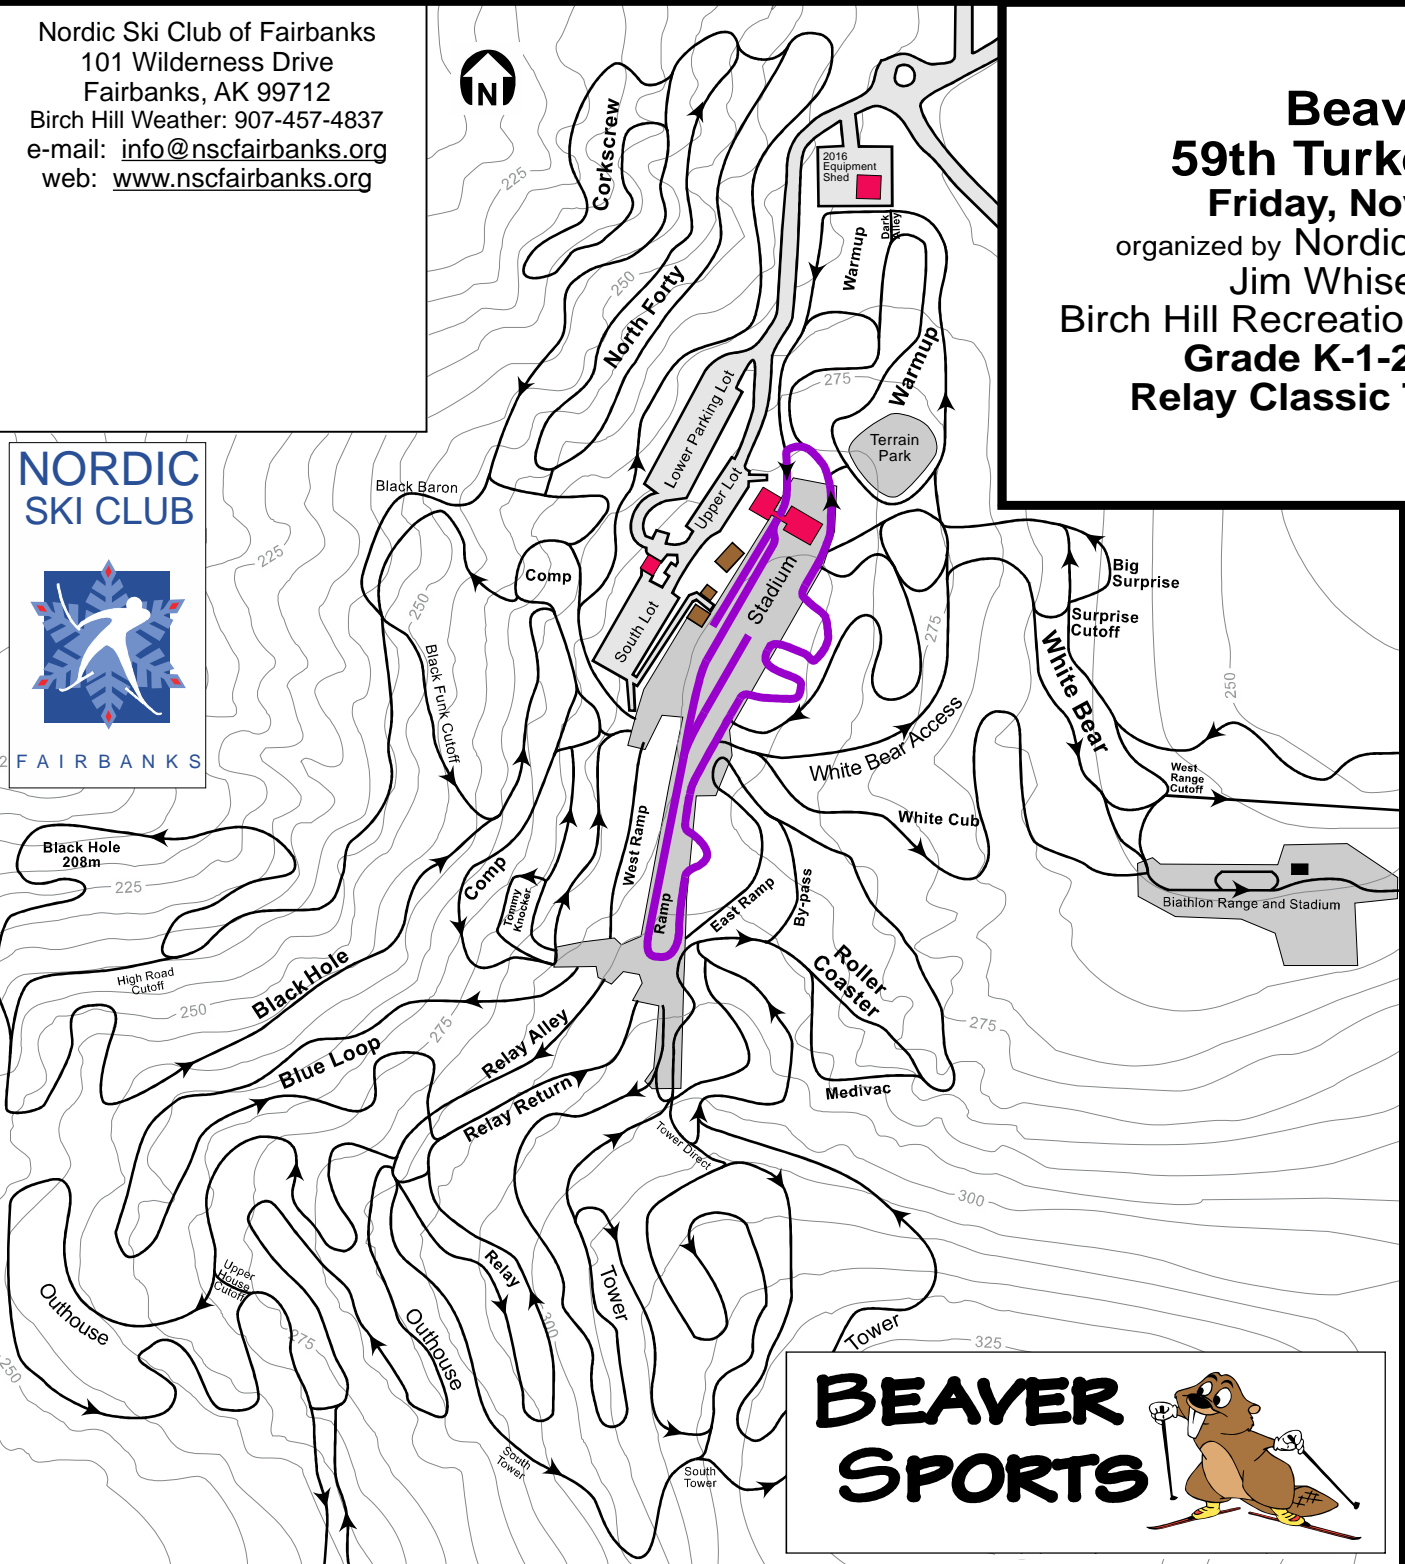 Nordic Ski Club of Fairbanks
101 Wilderness Drive
Fairbanks, AK 99712
Birch Hill Weather: 907-457-4837
e-mail: info@nscfairbanks.org
web: www.nscfairbanks.org
N
Beav
59th Turk
Friday, No
organized by Nordic
Jim Whise
Birch Hill Recreatio
Grade K-1-2
Relay Classic
NORDIC
SKI CLUB
FAIRBANKS
Corkscrew
225
250
North Forty
2016
Equipment
Shed
Dark
Alley
Warmup
Warmup
275
Terrain
Park
Lower Parking Lot
Upper Lot
South Lot
Stadium
Black Baron
225
250
Comp
Black Funk Cutoff
275
Big
Surprise
Surprise
Cutoff
White Bear
250
White Bear Access
West
Range
Cutoff
White Cub
Biathlon Range and Stadium
Black Hole
208m
225
High Road
Cutoff
250
Black Hole
Comp
Tommy
Knocker
West Ramp
Ramp
East Ramp
By-pass
Roller
Coaster
275
Medivac
Blue Loop
275
Relay Alley
Relay Return
Tower Direct
300
Outhouse
Upper
House
Cutoff
275
250
Outhouse
Relay
300
Tower
Tower
325
South
Tower
South
Tower
BEAVER
SPORTS